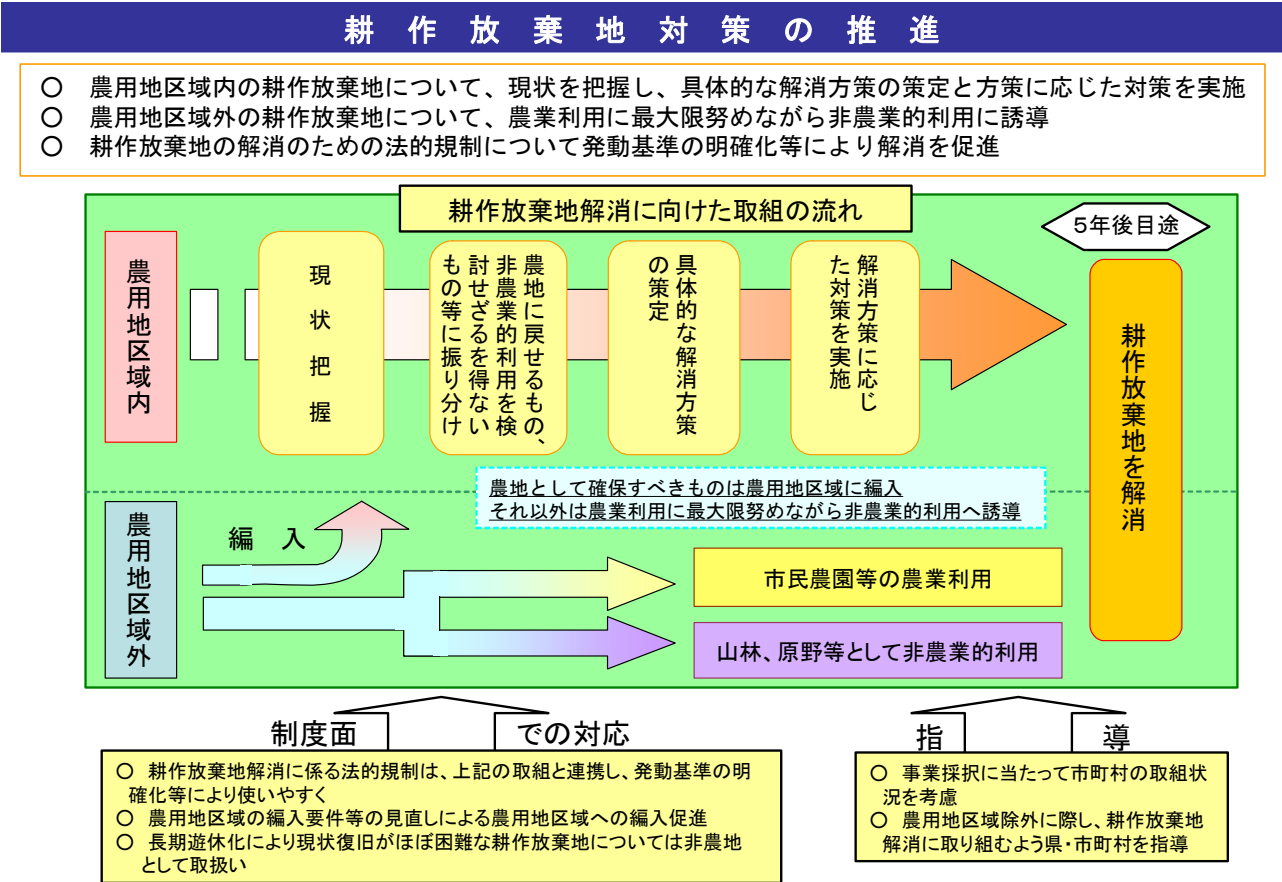 耕作放棄地対策の推進
○ 農用地区域内の耕作放棄地について、現状を把握し、具体的な解消方策の策定と方策に応じた対策を実施
○ 農用地区域外の耕作放棄地について、農業利用に最大限努めながら非農業的利用に誘導
○ 耕作放棄地の解消のための法的規制について発動基準の明確化等により解消を促進
耕作放棄地解消に向けた取組の流れ
5年後目途
農用地区域内
現状把握
農地に戻せるもの、
非農業的利用を検
討せざるを得ない
もの等に振り分け
具体的な解消方策
の策定
解消方策に応じ
た対策を実施
耕作放棄地を解消
農地として確保すべきものは農用地区域に編入
それ以外は農業利用に最大限努めながら非農業的利用へ誘導
農用地区域外
編入
市民農園等の農業利用
山林、原野等として非農業的利用
制度面での対応
○ 耕作放棄地解消に係る法的規制は、上記の取組と連携し、発動基準の明
確化等により使いやすく
○ 農用地区域の編入要件等の見直しによる農用地区域への編入促進
○ 長期遊休化により現状復旧がほぼ困難な耕作放棄地については非農地
として取扱い
指導
○ 事業採択に当たって市町村の取組状
況を考慮
○ 農用地区域除外に際し、耕作放棄地
解消に取り組むよう県・市町村を指導